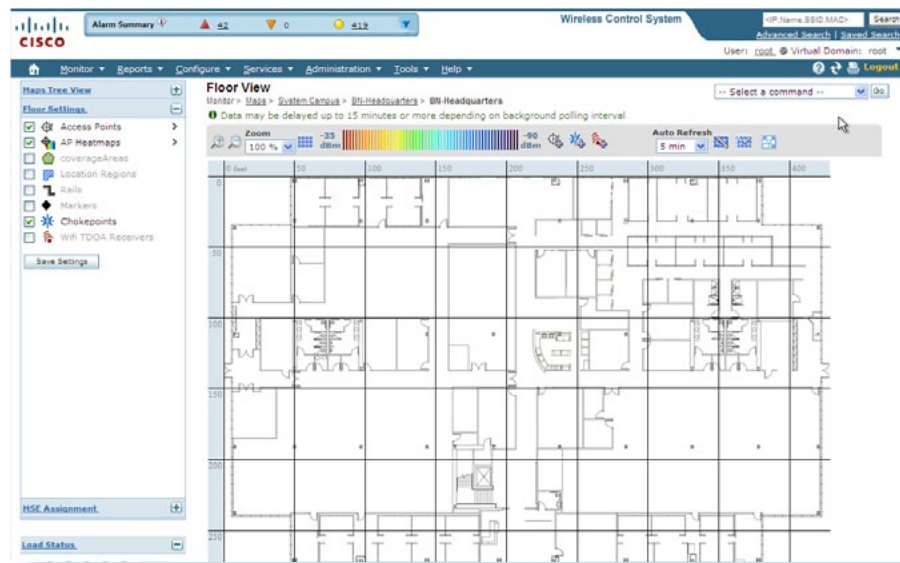 CISCO
Alarm Summary 42 0 419
Wireless Control System
<IP,Name,SSID,MAC> Search
Advanced Search | Saved Search
User: root @ Virtual Domain: root
Monitor Reports Configure Services Administration Tools Help
Logout
Maps Tree View
Floor Settings
Access Points
AP Heatmaps
coverageAreas
Location Regions
Rails
Markers
Chokepoints
Wifi TDOA Receivers
Save Settings
MSE Assignment
Load Status
Floor View
Monitor > Maps > System Campus > BN-Headquarters > BN-Headquarters
Data may be delayed up to 15 minutes or more depending on background polling interval
-- Select a command -- Go
Zoom
100 %
-35 dBm
-90 dBm
Auto Refresh
5 min
0 feet 50 100 150 200 250 300 350 400
0
50
100
150
200
250